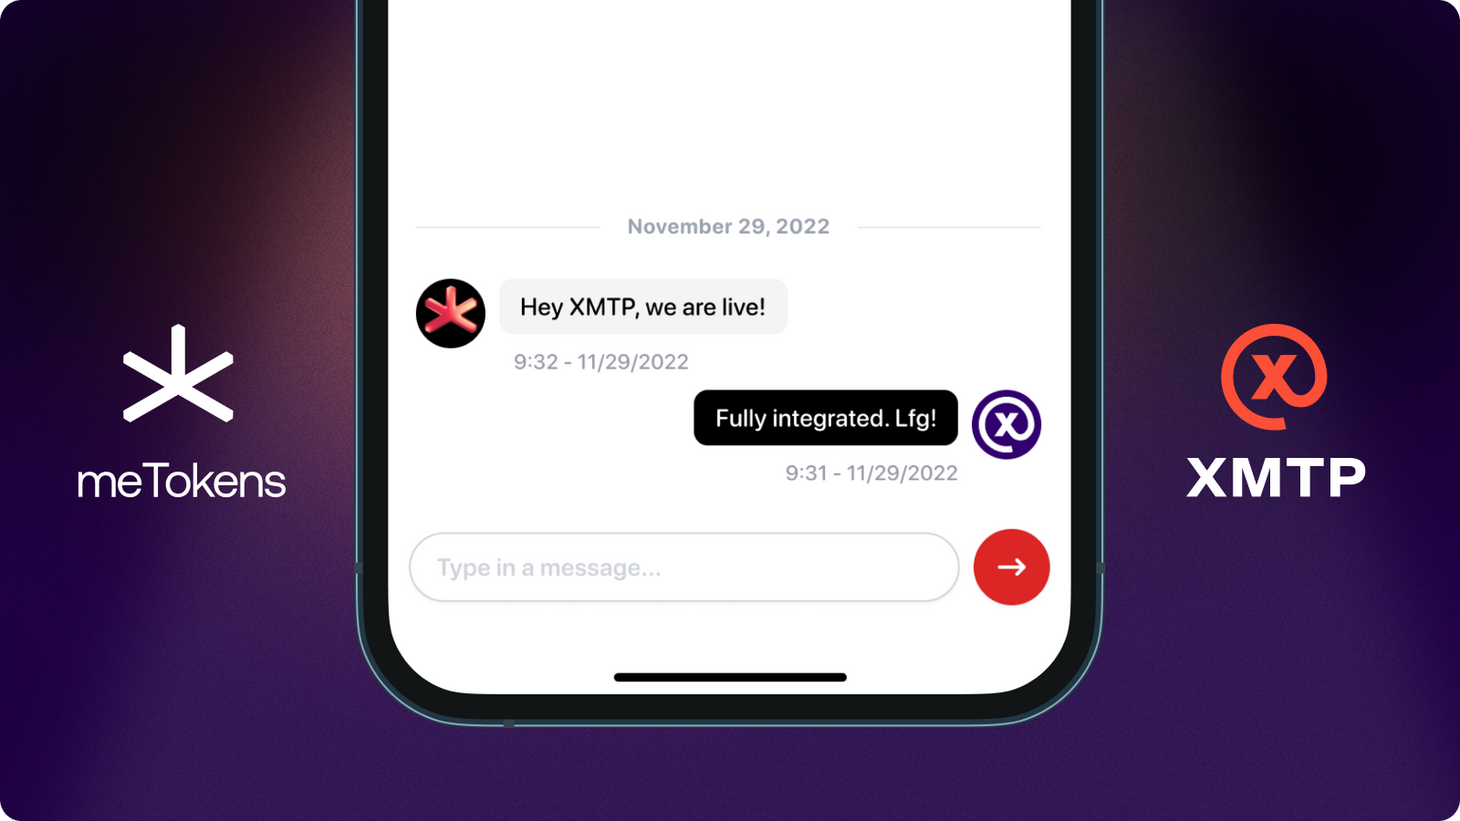 November 29, 2022
Hey XMTP, we are live!
9:32 - 11/29/2022
Fully integrated. Lfg!
9:31 - 11/29/2022
Type in a message...
meTokens
XMTP